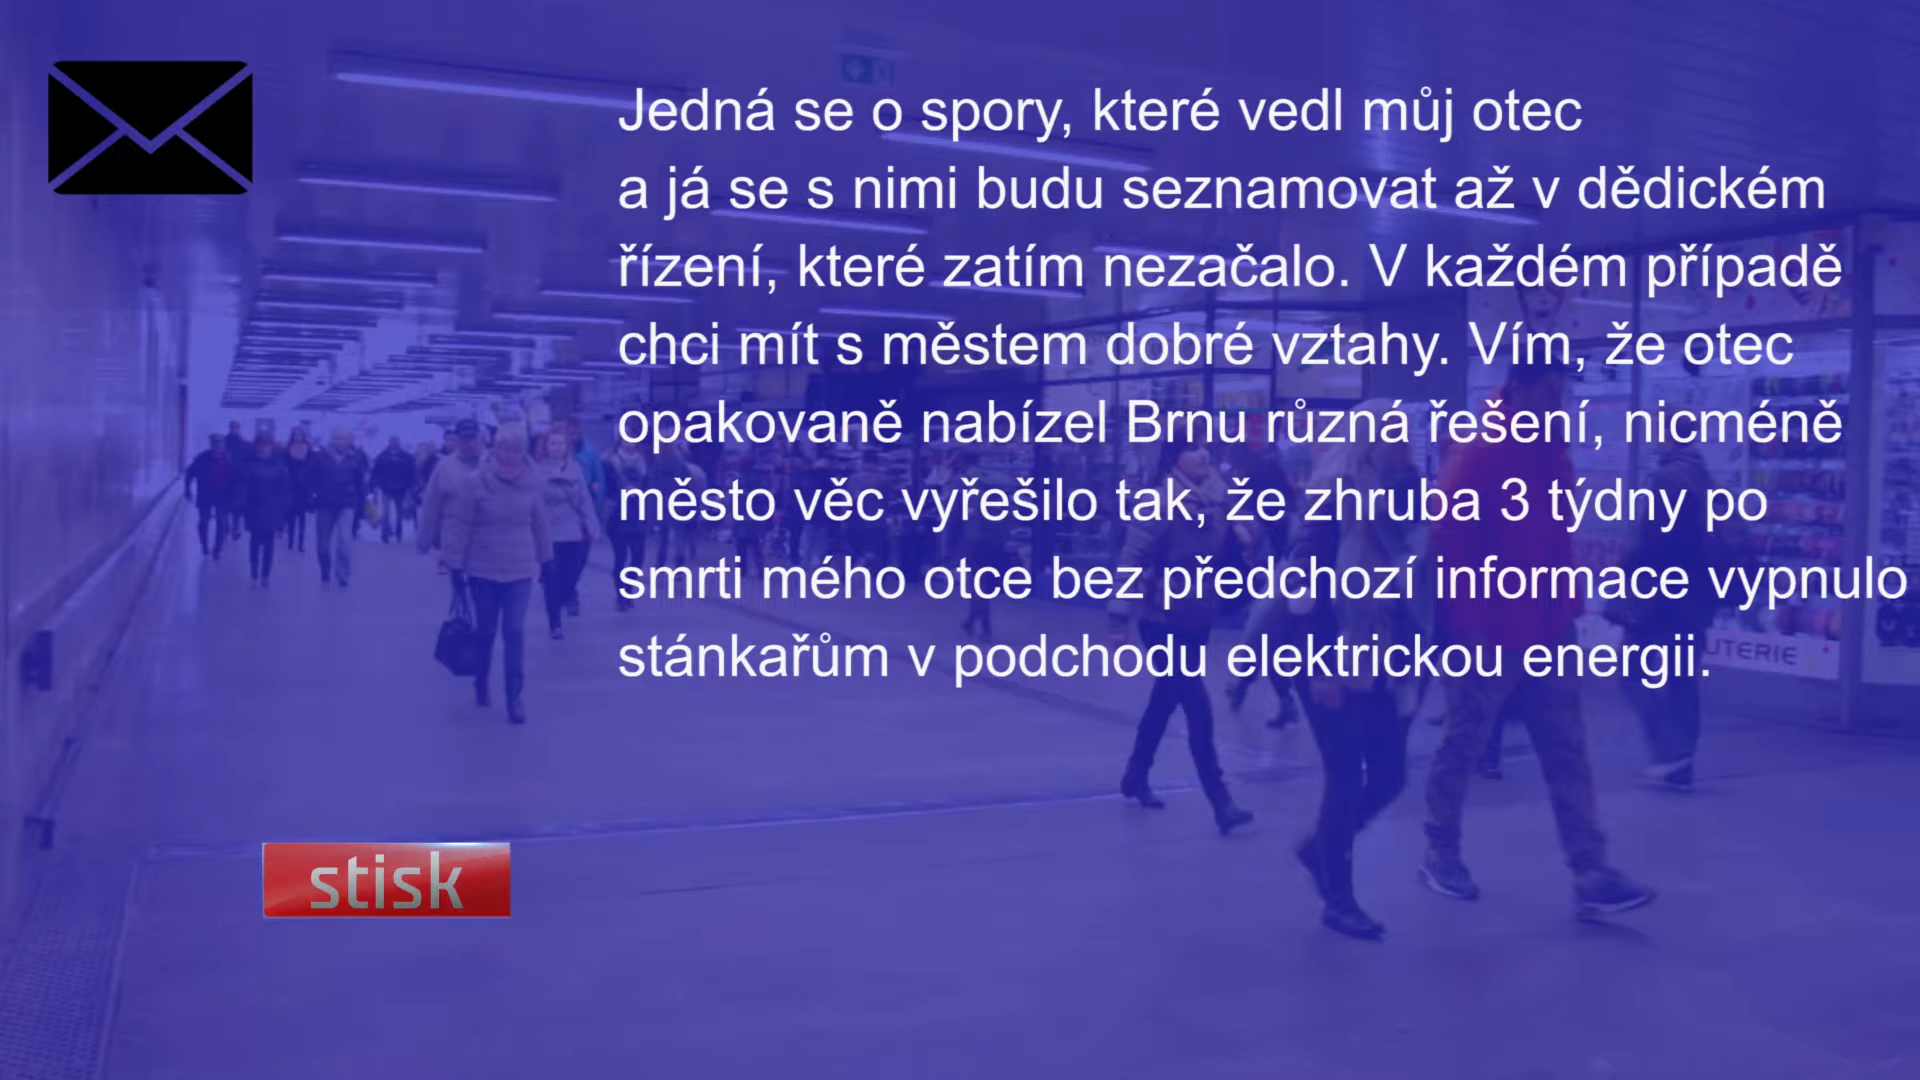 Jedná se o spory, které vedl můj otec
a já se s nimi budu seznamovat až v dědickém
řízení, které zatím nezačalo. V každém případě
chci mít s městem dobré vztahy. Vím, že otec
opakovaně nabízel Brnu různá řešení, nicméně
město věc vyřešilo tak, že zhruba 3 týdny po
smrti mého otce bez předchozí informace vypnulo
stánkařům v podchodu elektrickou energii.
UTERIE
stisk